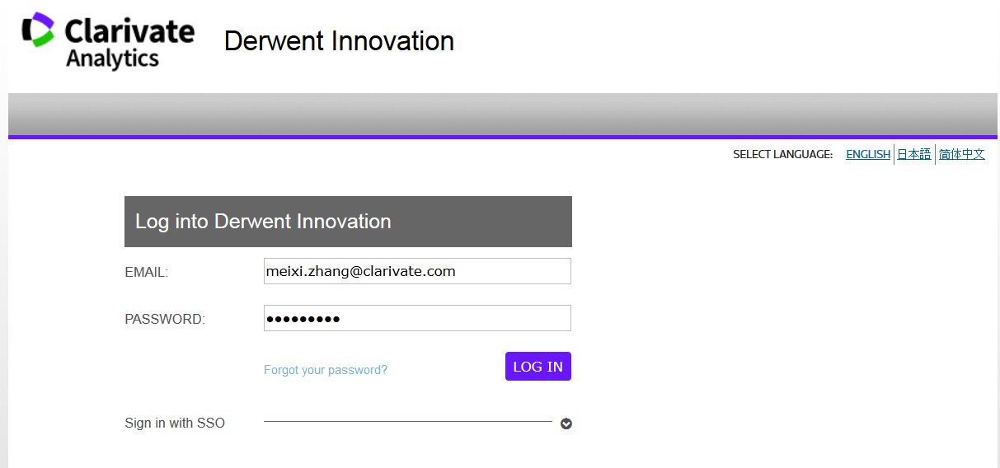 Clarivate
Analytics
Derwent Innovation
SELECT LANGUAGE: ENGLISH 日本語 简体中文
Log into Derwent Innovation
EMAIL: meixi.zhang@clarivate.com
PASSWORD: •••••••••
Forgot your password? LOG IN
Sign in with SSO